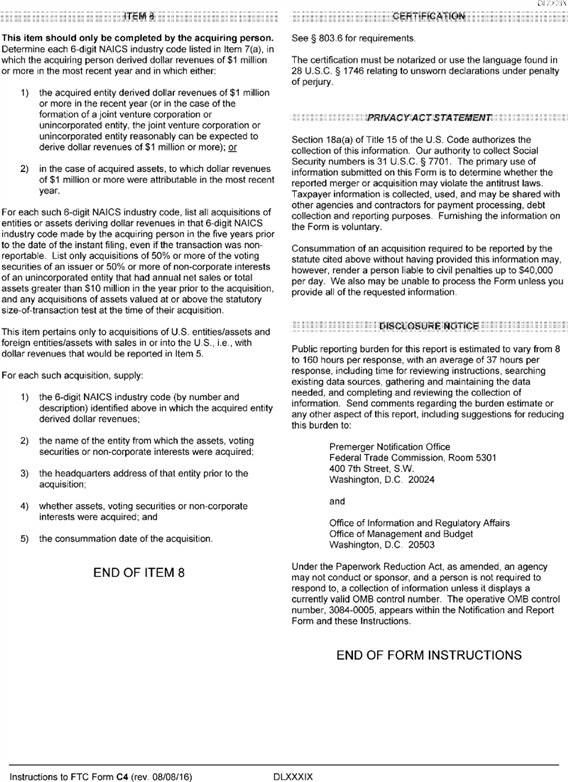 ITEM 8
This item should only be completed by the acquiring person.
Determine each 6-digit NAICS industry code listed in Item 7(a), in
which the acquiring person derived dollar revenues of $1 million
or more in the most recent year and in which either:
1) the acquired entity derived dollar revenues of $1 million
or more in the recent year (or in the case of the
formation of a joint venture corporation or
unincorporated entity, the joint venture corporation or
unincorporated entity reasonably can be expected to
derive dollar revenues of $1 million or more); or
2) in the case of acquired assets, to which dollar revenues
of $1 million or more were attributable in the most recent
year.
For each such 6-digit NAICS industry code, list all acquisitions of
entities or assets deriving dollar revenues in that 6-digit NAICS
industry code made by the acquiring person in the five years prior
to the date of the instant filing, even if the transaction was non-
reportable. List only acquisitions of 50% or more of the voting
securities of an issuer or 50% or more of non-corporate interests
of an unincorporated entity that had annual net sales or total
assets greater than $10 million in the year prior to the acquisition,
and any acquisitions of assets valued at or above the statutory
size-of-transaction test at the time of their acquisition.
This item pertains only to acquisitions of U.S. entities/assets and
foreign entities/assets with sales in or into the U.S., i.e., with
dollar revenues that would be reported in Item 5.
For each such acquisition, supply:
1) the 6-digit NAICS industry code (by number and
description) identified above in which the acquired entity
derived dollar revenues;
2) the name of the entity from which the assets, voting
securities or non-corporate interests were acquired;
3) the headquarters address of that entity prior to the
acquisition;
4) whether assets, voting securities or non-corporate
interests were acquired; and
5) the consummation date of the acquisition.
END OF ITEM 8
CERTIFICATION
See § 803.6 for requirements.
The certification must be notarized or use the language found in
28 U.S.C. § 1746 relating to unsworn declarations under penalty
of perjury.
PRIVACY ACT STATEMENT
Section 18a(a) of Title 15 of the U.S. Code authorizes the
collection of this information. Our authority to collect Social
Security numbers is 31 U.S.C. § 7701. The primary use of
information submitted on this Form is to determine whether the
reported merger or acquisition may violate the antitrust laws.
Taxpayer information is collected, used, and may be shared with
other agencies and contractors for payment processing, debt
collection and reporting purposes. Furnishing the information on
the Form is voluntary.
Consummation of an acquisition required to be reported by the
statute cited above without having provided this information may,
however, render a person liable to civil penalties up to $40,000
per day. We also may be unable to process the Form unless you
provide all of the requested information.
DISCLOSURE NOTICE
Public reporting burden for this report is estimated to vary from 8
to 160 hours per response, with an average of 37 hours per
response, including time for reviewing instructions, searching
existing data sources, gathering and maintaining the data
needed, and completing and reviewing the collection of
information. Send comments regarding the burden estimate or
any other aspect of this report, including suggestions for reducing
this burden to:
Premerger Notification Office
Federal Trade Commission, Room 5301
400 7th Street, S.W.
Washington, D.C. 20024
and
Office of Information and Regulatory Affairs
Office of Management and Budget
Washington, D.C. 20503
Under the Paperwork Reduction Act, as amended, an agency
may not conduct or sponsor, and a person is not required to
respond to, a collection of information unless it displays a
currently valid OMB control number. The operative OMB control
number, 3084-0005, appears within the Notification and Report
Form and these Instructions.
END OF FORM INSTRUCTIONS
Instructions to FTC Form C4 (rev. 08/08/16) DLXXXIX